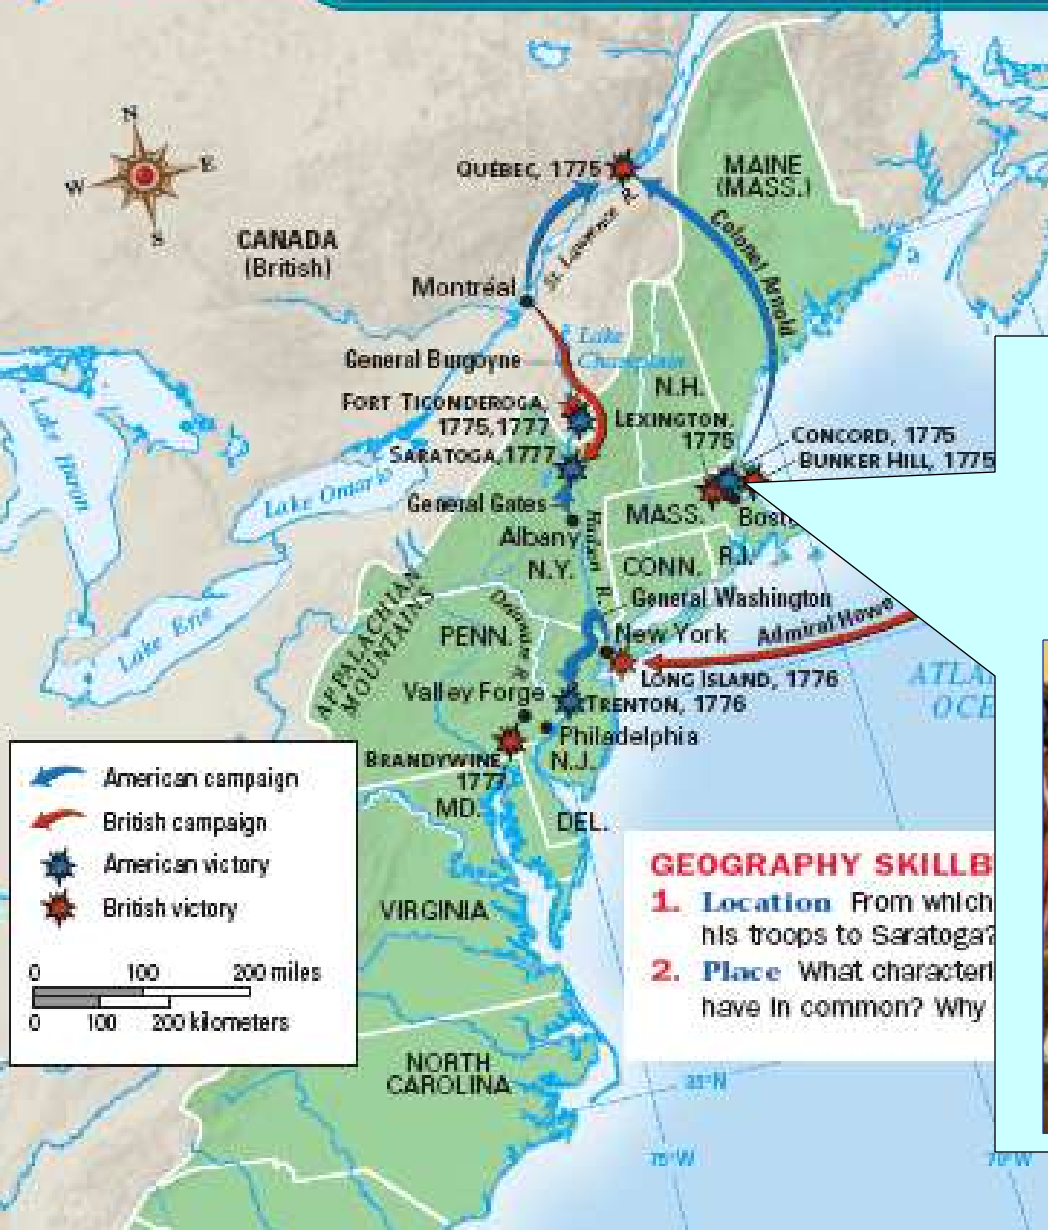 N
E
W
S
QUÉBEC, 1775
MAINE
(MASS.)
St. Lawrence R.
Colonel Arnold
CANADA
(British)
Montréal
Lake
Champlain
General Burgoyne
N.H.
FORT TICONDEROGA,
1775, 1777
LEXINGTON,
1775
CONCORD, 1775
BUNKER HILL, 1775
SARATOGA, 1777
Lake Huron
Lake Ontario
General Gates
MASS.
Albany
Hudson R.
N.Y.
CONN.
R.I.
APPALACHIAN
MOUNTAINS
General Washington
Delaware R.
PENN.
New York
Admiral Howe
Lake Erie
LONG ISLAND, 1776
Valley Forge
TRENTON, 1776
Philadelphia
BRANDYWINE,
1777
N.J.
MD.
DEL.
American campaign
British campaign
American victory
British victory
0 100 200 miles
0 100 200 kilometers
VIRGINIA
NORTH
CAROLINA
GEOGRAPHY SKILLB
1. Location From which
his troops to Saratoga?
2. Place What characteri
have in common? Why
35°N
75°W
70°W